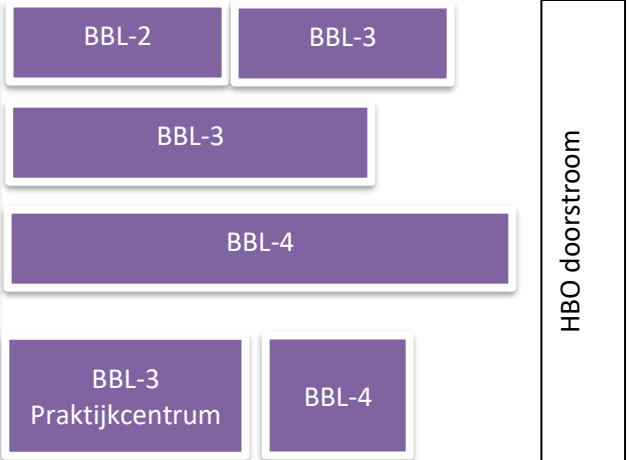 BBL-2
BBL-3
BBL-3
BBL-4
BBL-3
Praktijkcentrum
BBL-4
HBO doorstroom